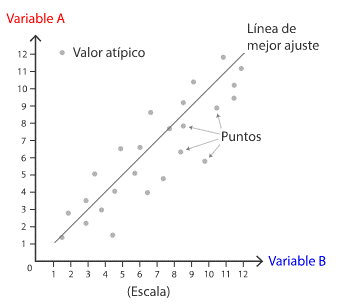 Variable A
Línea de
mejor ajuste
Valor atípico
12
11
10
9
8
7
6
5
4
3
2
1
0
Puntos
1 2 3 4 5 6 7 8 9 10 11 12
Variable B
(Escala)